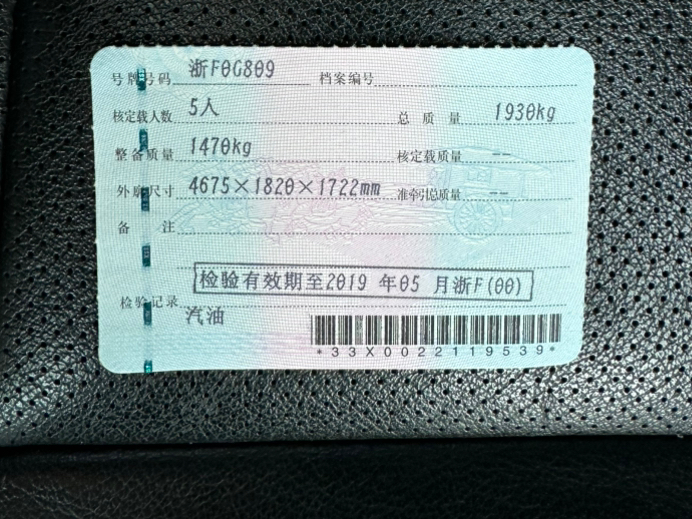 号牌号码 浙F0G809 档案编号
核定载人数 5人 总质量 1930kg
整备质量 1470kg 核定载质量 --
外廓尺寸 4675×1820×1722mm 准牵引总质量 --
备注
检验有效期至2019 年05 月浙F(00)
检验记录
汽油
*33X0022119539*